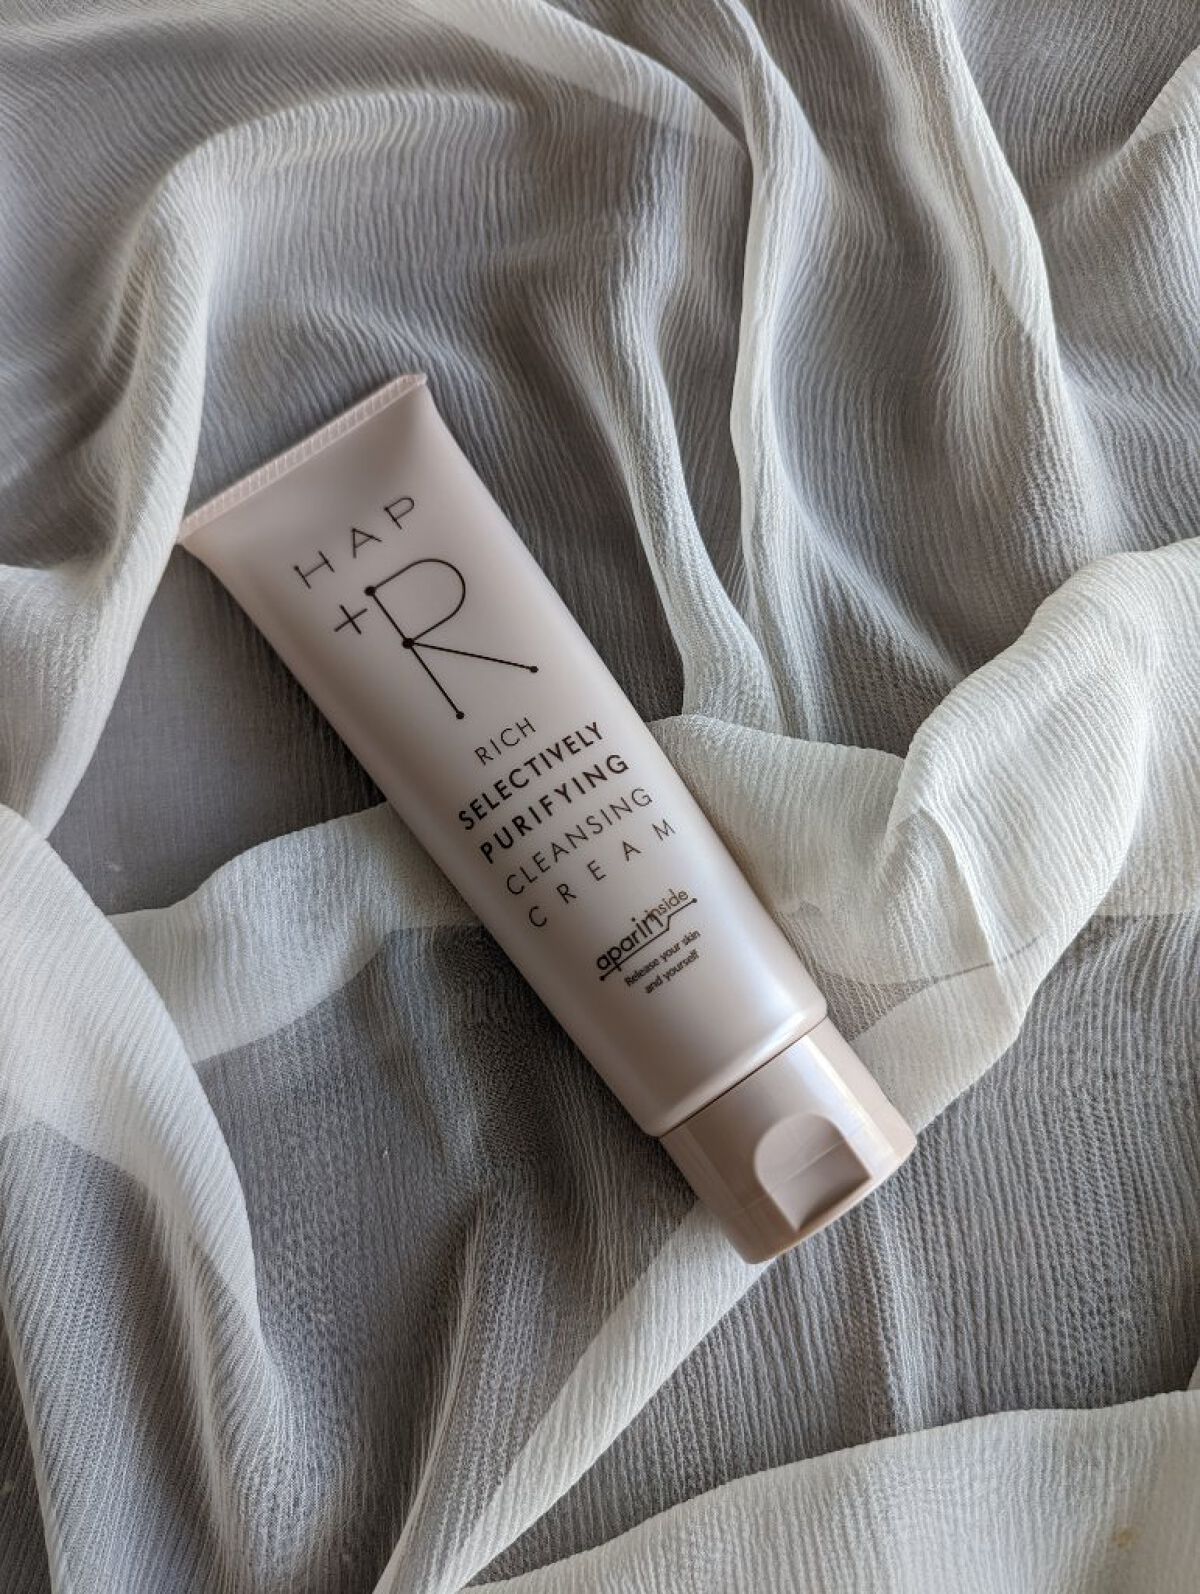 HAP
+R
RICH
SELECTIVELY
PURIFYING
CLEANSING
CREAM
aparinside
Release your skin
and yourself